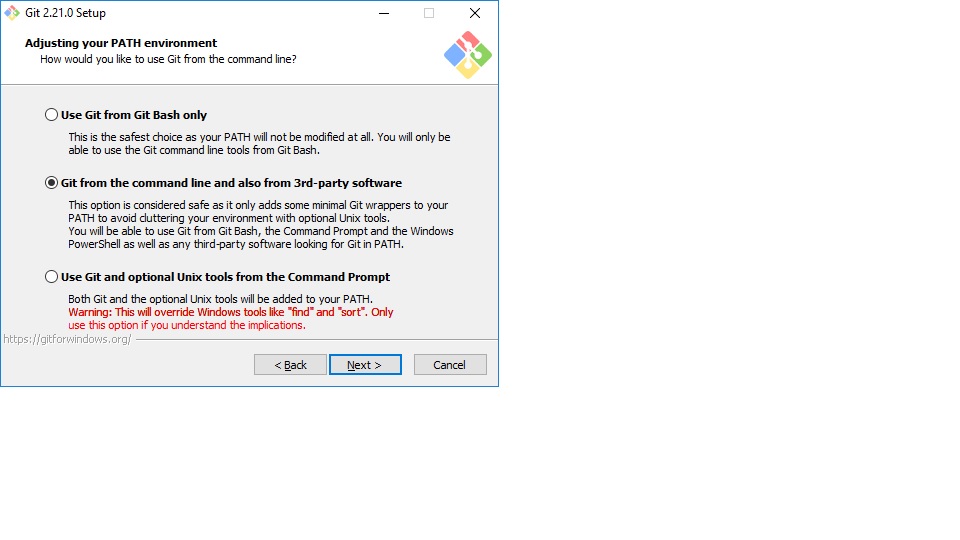 Git 2.21.0 Setup
Adjusting your PATH environment
How would you like to use Git from the command line?
Use Git from Git Bash only
This is the safest choice as your PATH will not be modified at all. You will only be
able to use the Git command line tools from Git Bash.
Git from the command line and also from 3rd-party software
This option is considered safe as it only adds some minimal Git wrappers to your
PATH to avoid cluttering your environment with optional Unix tools.
You will be able to use Git from Git Bash, the Command Prompt and the Windows
PowerShell as well as any third-party software looking for Git in PATH.
Use Git and optional Unix tools from the Command Prompt
Both Git and the optional Unix tools will be added to your PATH.
Warning: This will override Windows tools like "find" and "sort". Only
use this option if you understand the implications.
https://gitforwindows.org/
< Back
Next >
Cancel